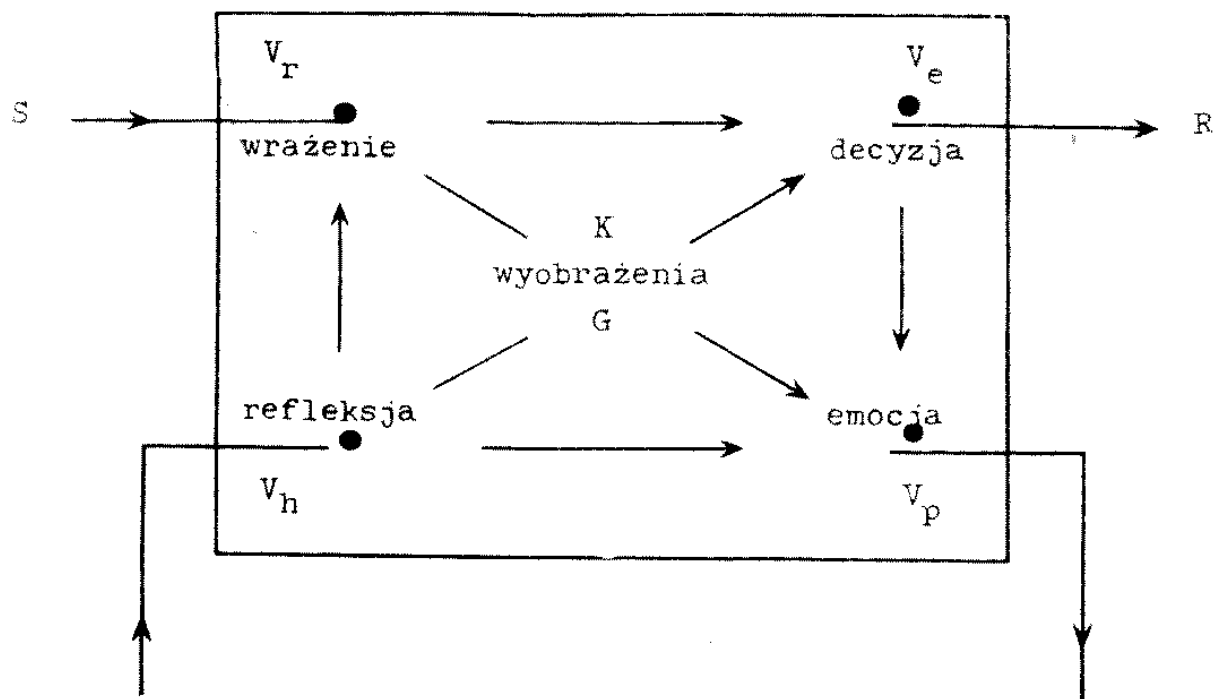 V_r
V_e
S
R
wrażenie
decyzja
K
wyobrażenia
G
refleksja
emocja
V_h
V_p